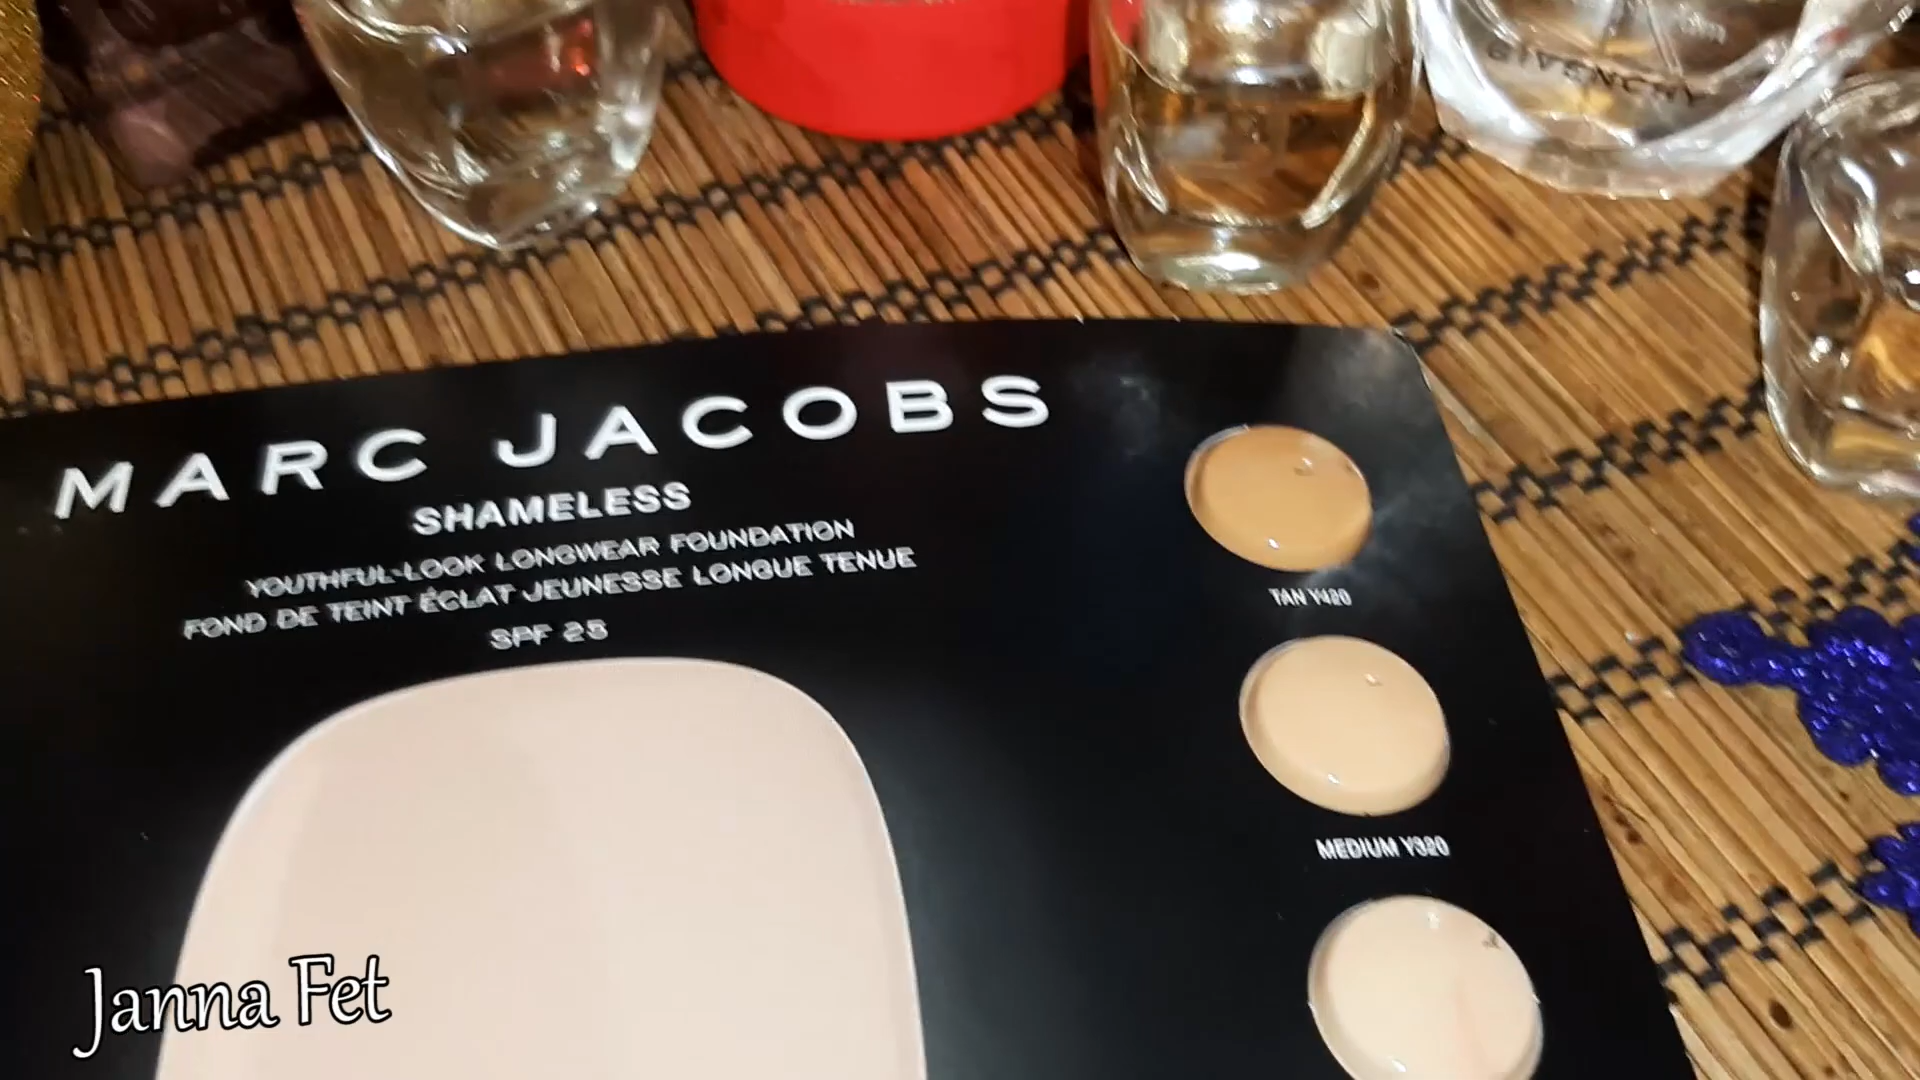 GIVENCHY
MARC JACOBS
SHAMELESS
YOUTHFUL-LOOK LONGWEAR FOUNDATION
FOND DE TEINT ÉCLAT JEUNESSE LONGUE TENUE
SPF 25
TAN Y420
MEDIUM Y320
Janna Fet